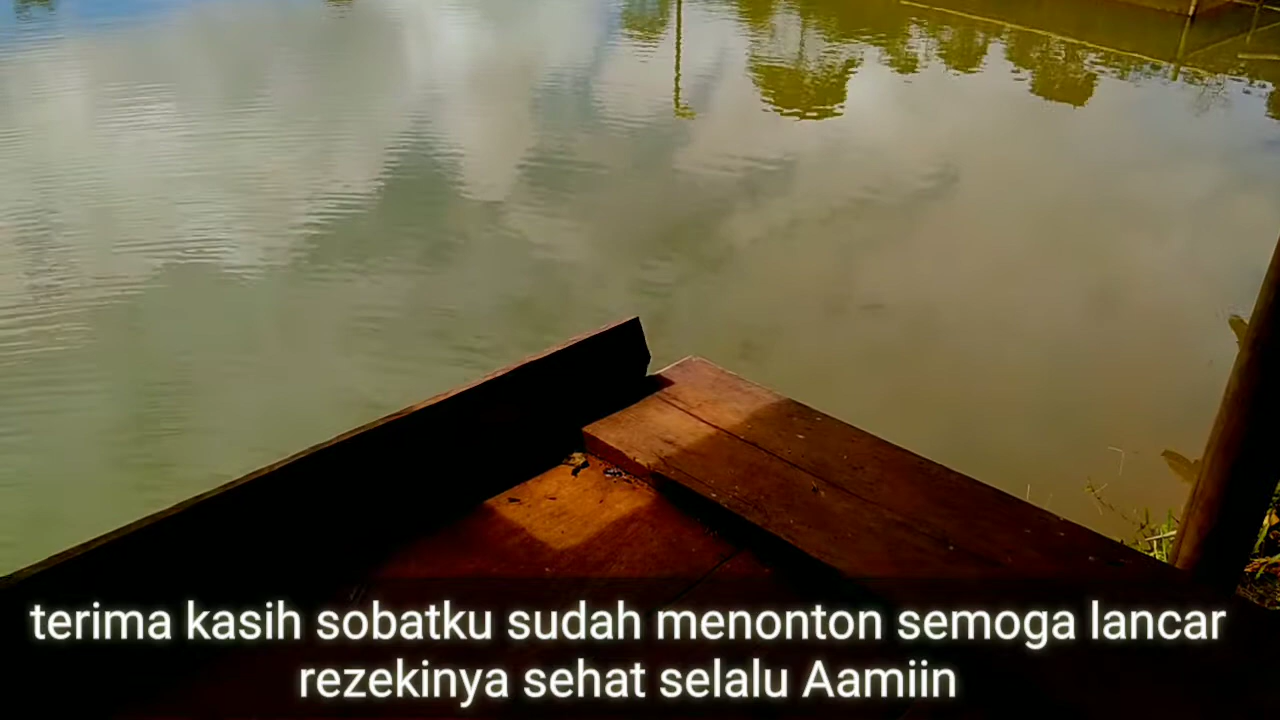 terima kasih sobatku sudah menonton semoga lancar
rezekinya sehat selalu Aamiin